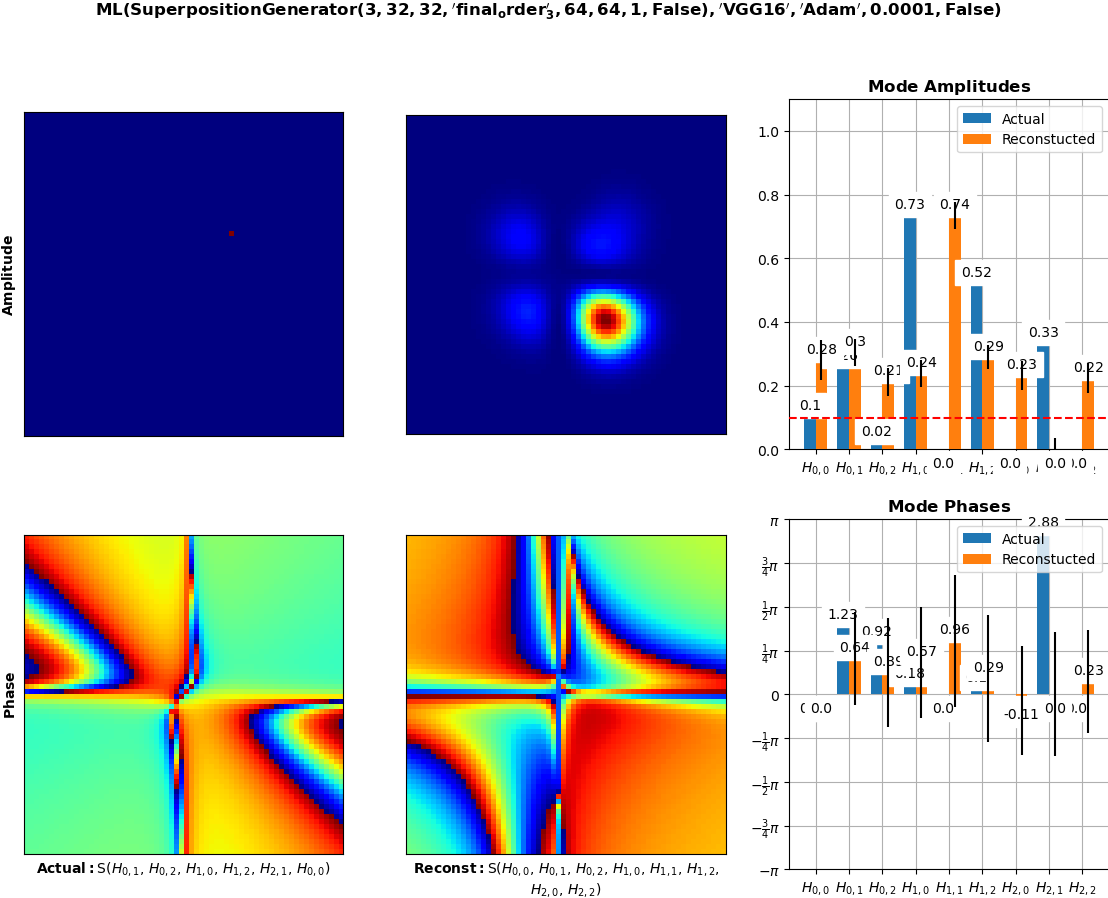 ML(SuperpositionGenerator(3, 32, 32, 'final_order'_3, 64, 64, 1, False), 'VGG16', 'Adam', 0.0001, False)
Mode Amplitudes
Amplitude
Actual
Reconstucted
1.0
0.8
0.6
0.4
0.2
0.0
0.1
0.28
0.3
0.02
0.21
0.73
0.24
0.0
0.74
0.52
0.29
0.0
0.23
0.33
0.0
0.0
0.22
H0,0 H0,1 H0,2
Mode Phases
Phase
Actual
Reconstucted
π
3/4π
1/2π
1/4π
0
−1/4π
−1/2π
−3/4π
−π
0.0
1.23
0.64
0.92
0.39
0.57
0.18
0.0
0.96
0.29
-0.11
2.88
0.0
0.23
H0,0 H0,1 H0,2 H1,0 H1,1 H1,2 H2,0 H2,1 H2,2
Actual: S(H0,1, H0,2, H1,0, H1,2, H2,1, H0,0)
Reconst: S(H0,0, H0,1, H0,2, H1,0, H1,1, H1,2,
H2,0, H2,2)